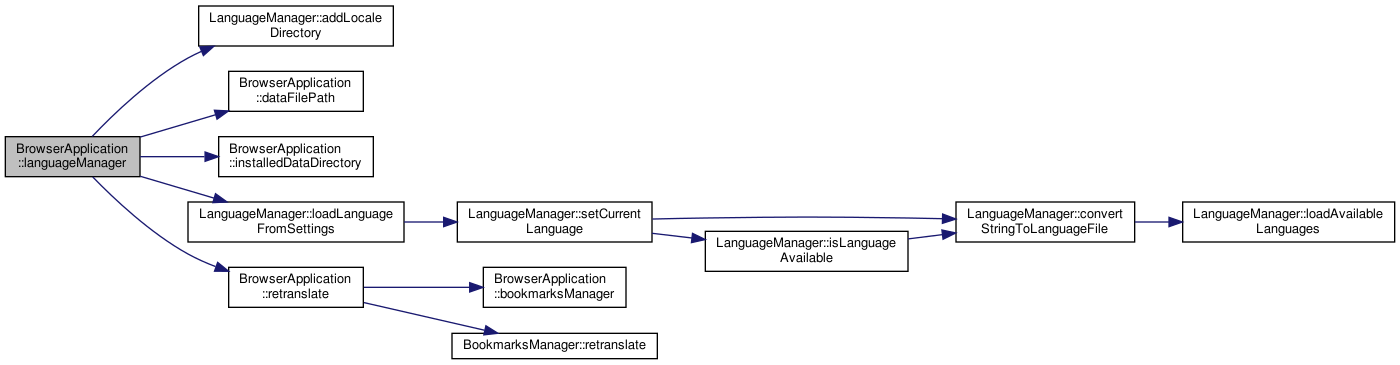 LanguageManager::addLocale
Directory
BrowserApplication
::dataFilePath
BrowserApplication
::languageManager
BrowserApplication
::installedDataDirectory
LanguageManager::loadLanguage
FromSettings
LanguageManager::setCurrent
Language
LanguageManager::isLanguage
Available
LanguageManager::convert
StringToLanguageFile
LanguageManager::loadAvailable
Languages
BrowserApplication
::retranslate
BrowserApplication
::bookmarksManager
BookmarksManager::retranslate